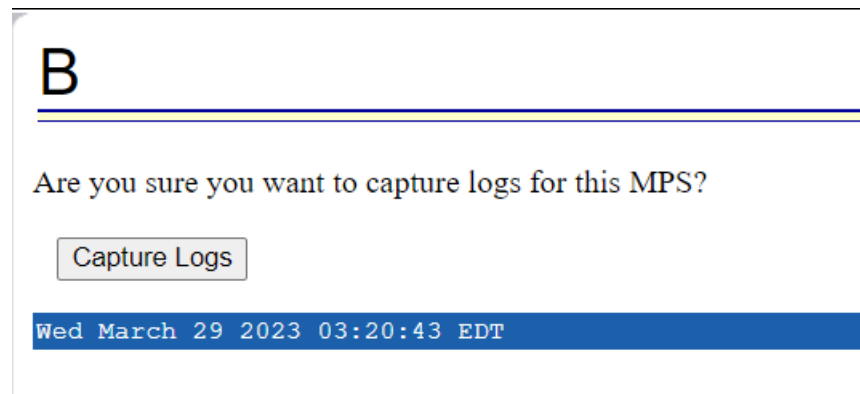 B
Are you sure you want to capture logs for this MPS?
Capture Logs
Wed March 29 2023 03:20:43 EDT